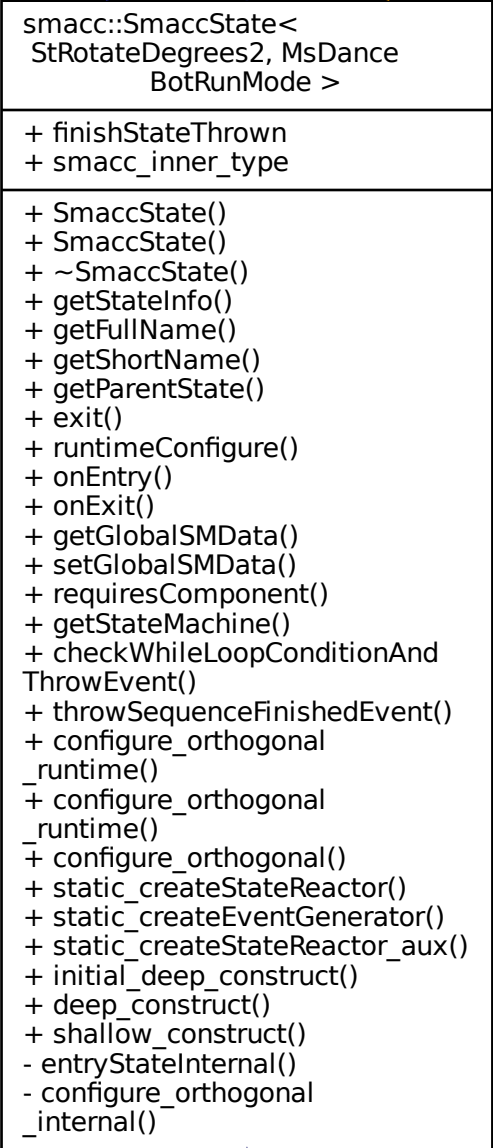 smacc::SmaccState<
StRotateDegrees2, MsDance
BotRunMode >
+ finishStateThrown
+ smacc_inner_type
+ SmaccState()
+ SmaccState()
+ ~SmaccState()
+ getStateInfo()
+ getFullName()
+ getShortName()
+ getParentState()
+ exit()
+ runtimeConfigure()
+ onEntry()
+ onExit()
+ getGlobalSMData()
+ setGlobalSMData()
+ requiresComponent()
+ getStateMachine()
+ checkWhileLoopConditionAnd
ThrowEvent()
+ throwSequenceFinishedEvent()
+ configure_orthogonal
_runtime()
+ configure_orthogonal
_runtime()
+ configure_orthogonal()
+ static_createStateReactor()
+ static_createEventGenerator()
+ static_createStateReactor_aux()
+ initial_deep_construct()
+ deep_construct()
+ shallow_construct()
- entryStateInternal()
- configure_orthogonal
_internal()